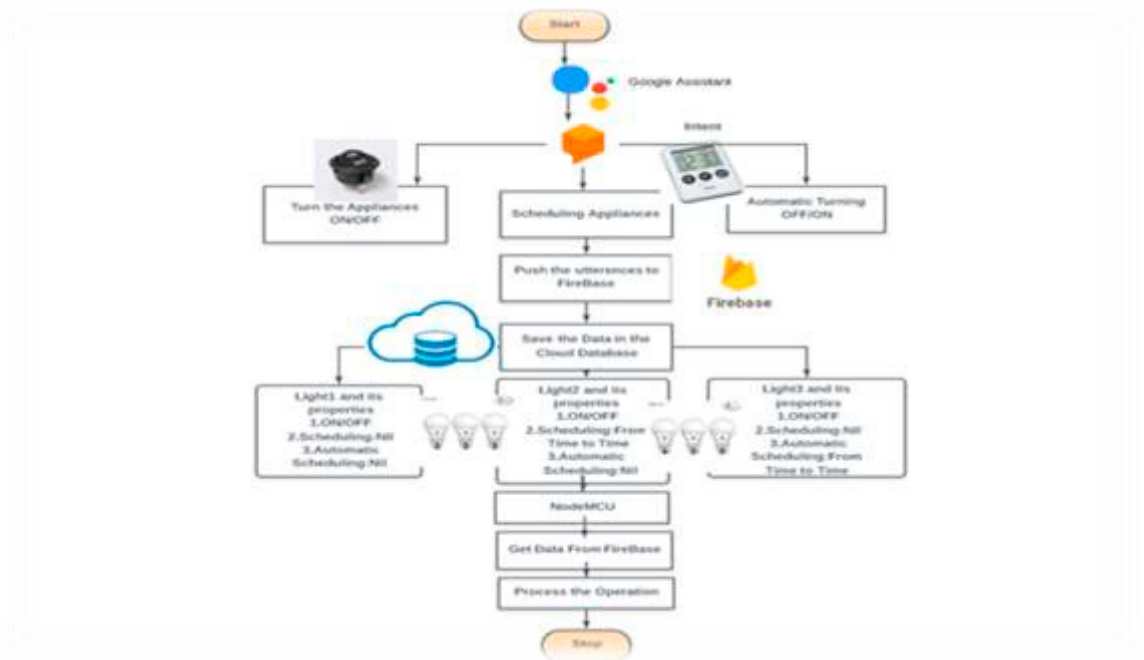 Start
Google Assistant
Intent
Turn the Appliances
ON/OFF
Scheduling Appliances
Automatic Turning
OFF/ON
Push the utterences to
FireBase
Firebase
Save the Data in the
Cloud Database
Light1 and its
properties
1.ON/OFF
2.Scheduling:Nil
3.Automatic
Scheduling:Nil
Light2 and its
properties
1.ON/OFF
2.Scheduling:From
Time to Time
3.Automatic
Scheduling:Nil
Light3 and its
properties
1.ON/OFF
2.Scheduling:Nil
3.Automatic
Scheduling:From
Time to Time
NodeMCU
Get Data From FireBase
Process the Operation
Stop